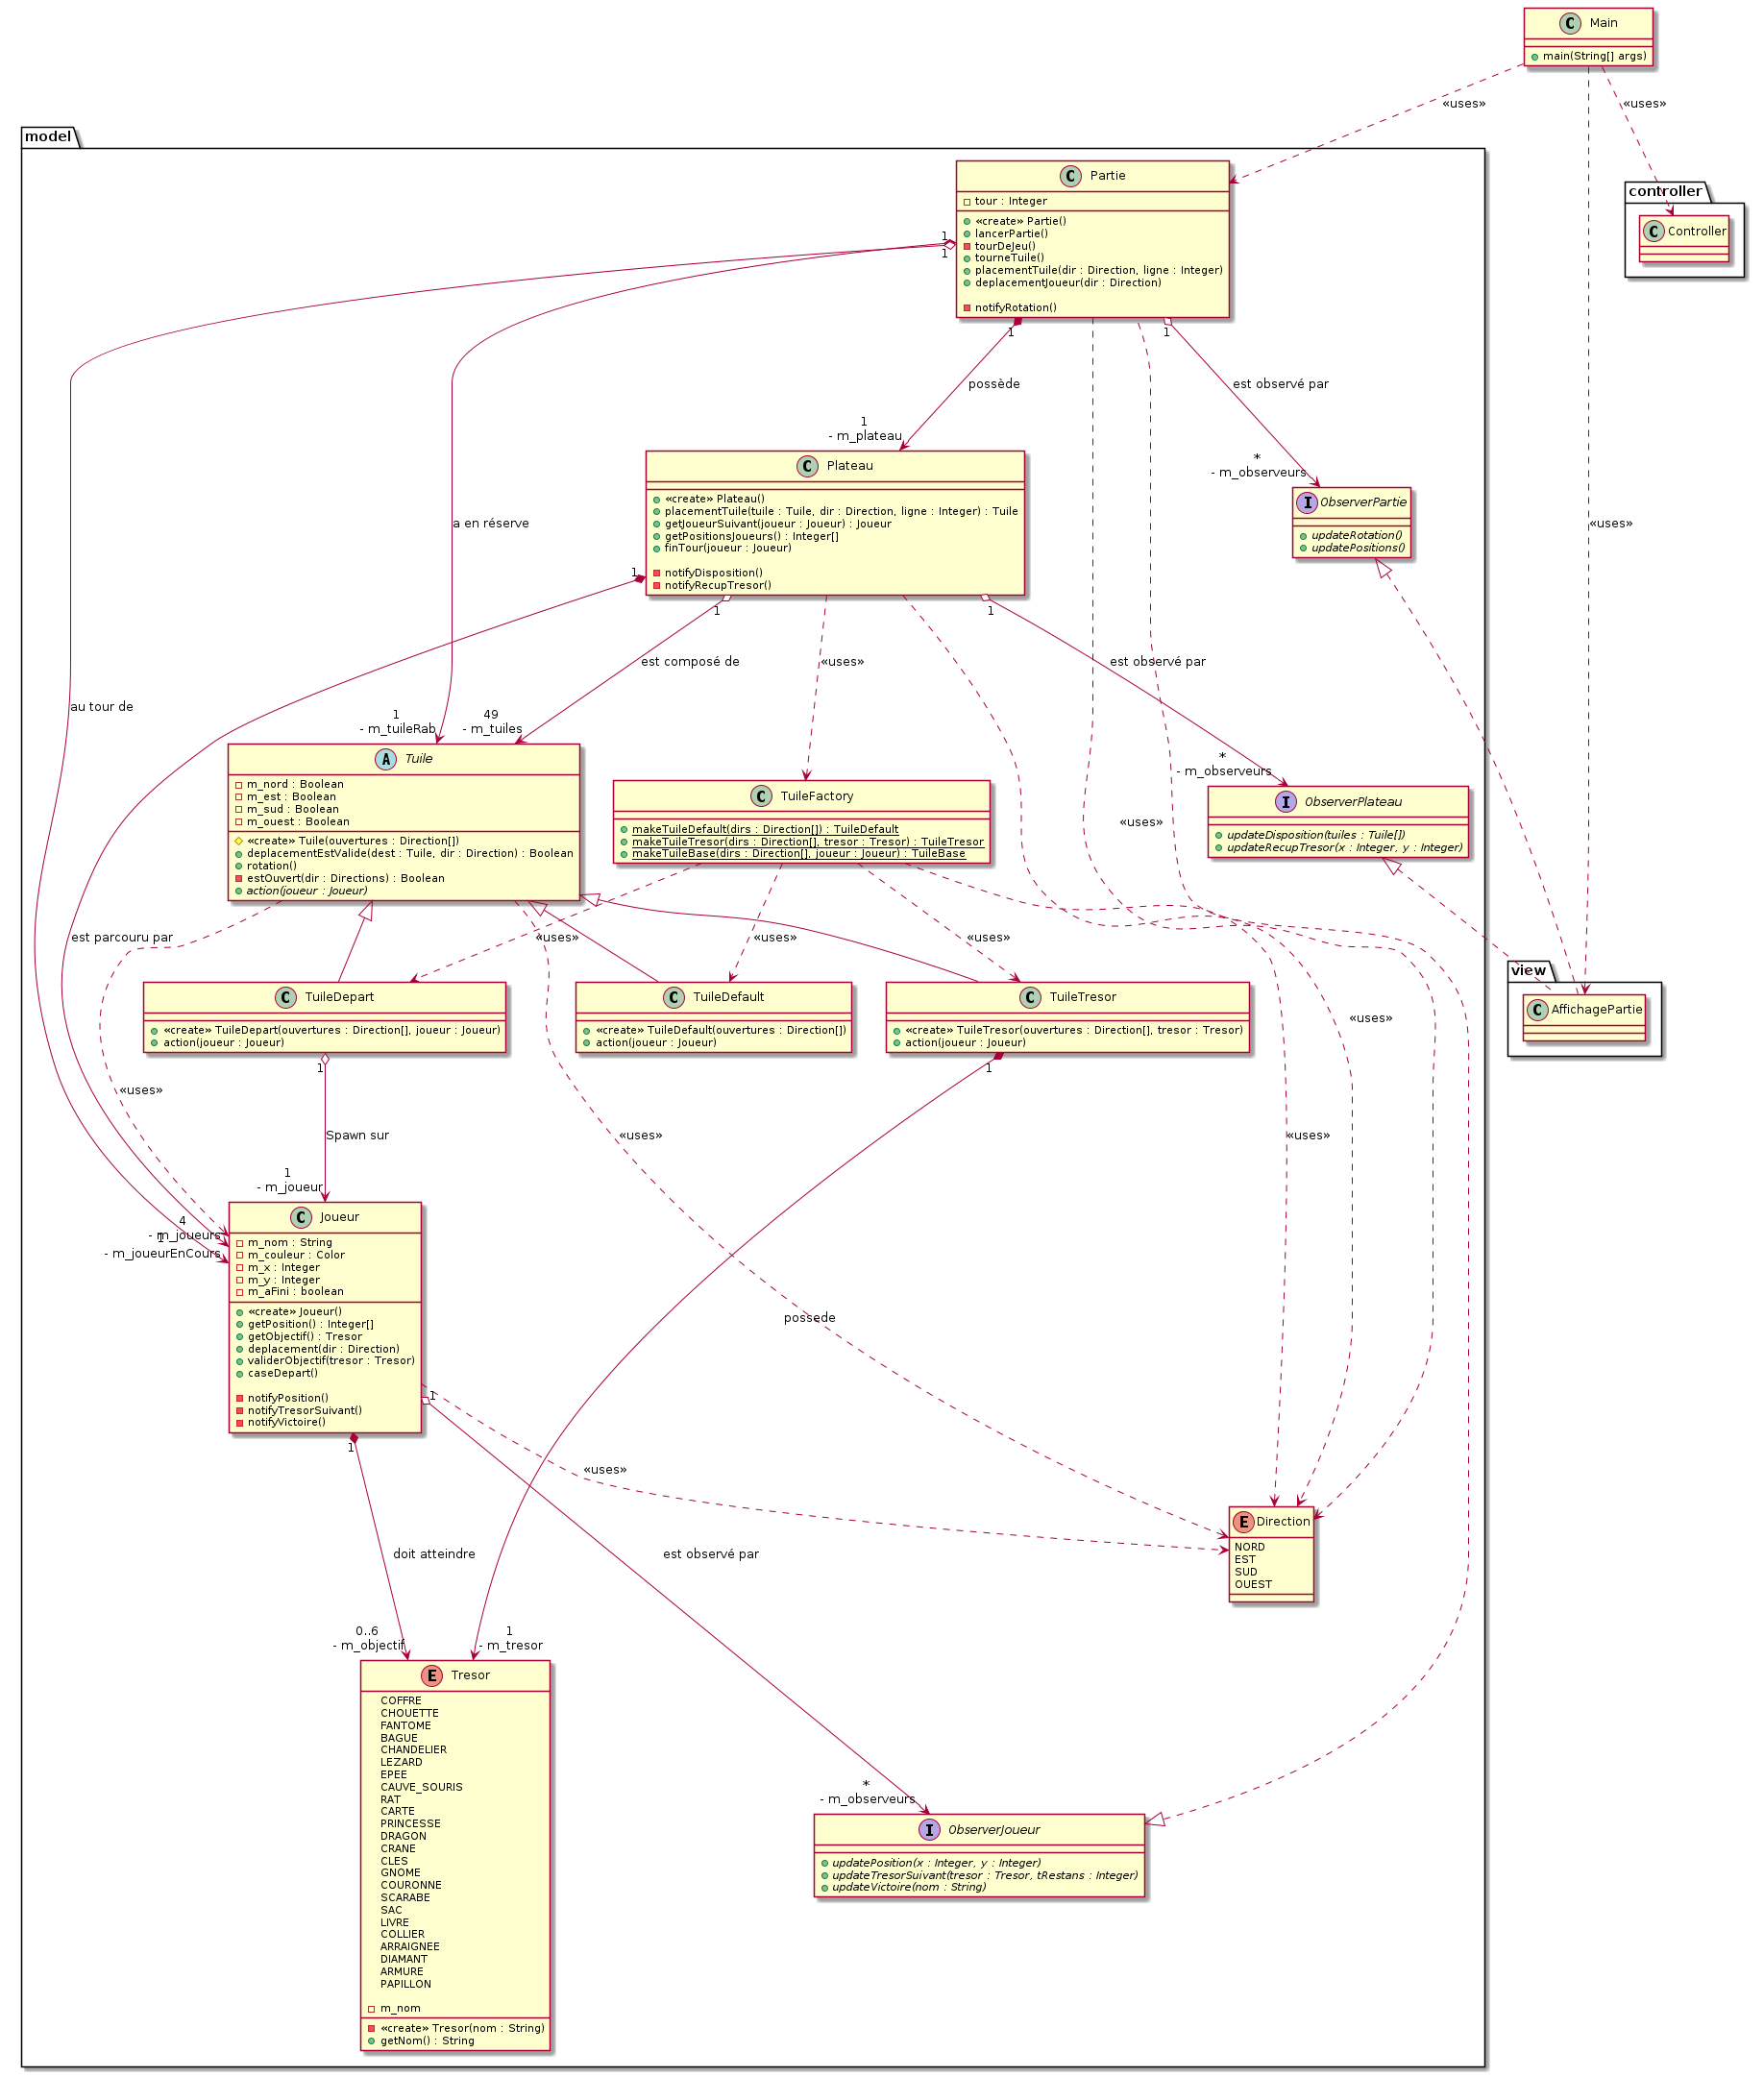 C Main
main(String[] args)
«uses»
«uses»
model
controller
C Controller
C Partie
tour : Integer
«create» Partie()
lancerPartie()
tourDeJeu()
tourneTuile()
placementTuile(dir : Direction, ligne : Integer)
deplacementJoueur(dir : Direction)
notifyRotation()
1
1
1
1
possède
est observé par
1
- m_plateau
*
- m_observeurs
C Plateau
«create» Plateau()
placementTuile(tuile : Tuile, dir : Direction, ligne : Integer) : Tuile
getJoueurSuivant(joueur : Joueur) : Joueur
getPositionsJoueurs() : Integer[]
finTour(joueur : Joueur)
notifyDisposition()
notifyRecupTresor()
I ObserverPartie
updateRotation()
updatePositions()
a en réserve
«uses»
1
1
1
est composé de
«uses»
est observé par
au tour de
1
- m_tuileRab
49
- m_tuiles
*
- m_observeurs
A Tuile
m_nord : Boolean
m_est : Boolean
m_sud : Boolean
m_ouest : Boolean
«create» Tuile(ouvertures : Direction[])
deplacementEstValide(dest : Tuile, dir : Direction) : Boolean
rotation()
estOuvert(dir : Directions) : Boolean
action(joueur : Joueur)
C TuileFactory
makeTuileDefault(dirs : Direction[]) : TuileDefault
makeTuileTresor(dirs : Direction[], tresor : Tresor) : TuileTresor
makeTuileBase(dirs : Direction[], joueur : Joueur) : TuileBase
«uses»
I ObserverPlateau
updateDisposition(tuiles : Tuile[])
updateRecupTresor(x : Integer, y : Integer)
est parcouru par
«uses»
«uses»
«uses»
view
C AffichagePartie
C TuileDepart
«create» TuileDepart(ouvertures : Direction[], joueur : Joueur)
action(joueur : Joueur)
C TuileDefault
«create» TuileDefault(ouvertures : Direction[])
action(joueur : Joueur)
C TuileTresor
«create» TuileTresor(ouvertures : Direction[], tresor : Tresor)
action(joueur : Joueur)
«uses»
1
1
«uses»
Spawn sur
«uses»
«uses»
1
- m_joueur
4
- m_joueurs
1
- m_joueurEnCours
C Joueur
m_nom : String
m_couleur : Color
m_x : Integer
m_y : Integer
m_aFini : boolean
«create» Joueur()
getPosition() : Integer[]
getObjectif() : Tresor
deplacement(dir : Direction)
validerObjectif(tresor : Tresor)
caseDepart()
notifyPosition()
notifyTresorSuivant()
notifyVictoire()
possede
1
1
«uses»
E Direction
NORD
EST
SUD
OUEST
doit atteindre
est observé par
0..6
- m_objectif
1
- m_tresor
E Tresor
COFFRE
CHOUETTE
FANTOME
BAGUE
CHANDELIER
LEZARD
EPEE
CAUVE_SOURIS
RAT
CARTE
PRINCESSE
DRAGON
CRANE
CLES
GNOME
COURONNE
SCARABE
SAC
LIVRE
COLLIER
ARRAIGNEE
DIAMANT
ARMURE
PAPILLON
m_nom
«create» Tresor(nom : String)
getNom() : String
*
- m_observeurs
I ObserverJoueur
updatePosition(x : Integer, y : Integer)
updateTresorSuivant(tresor : Tresor, tRestans : Integer)
updateVictoire(nom : String)